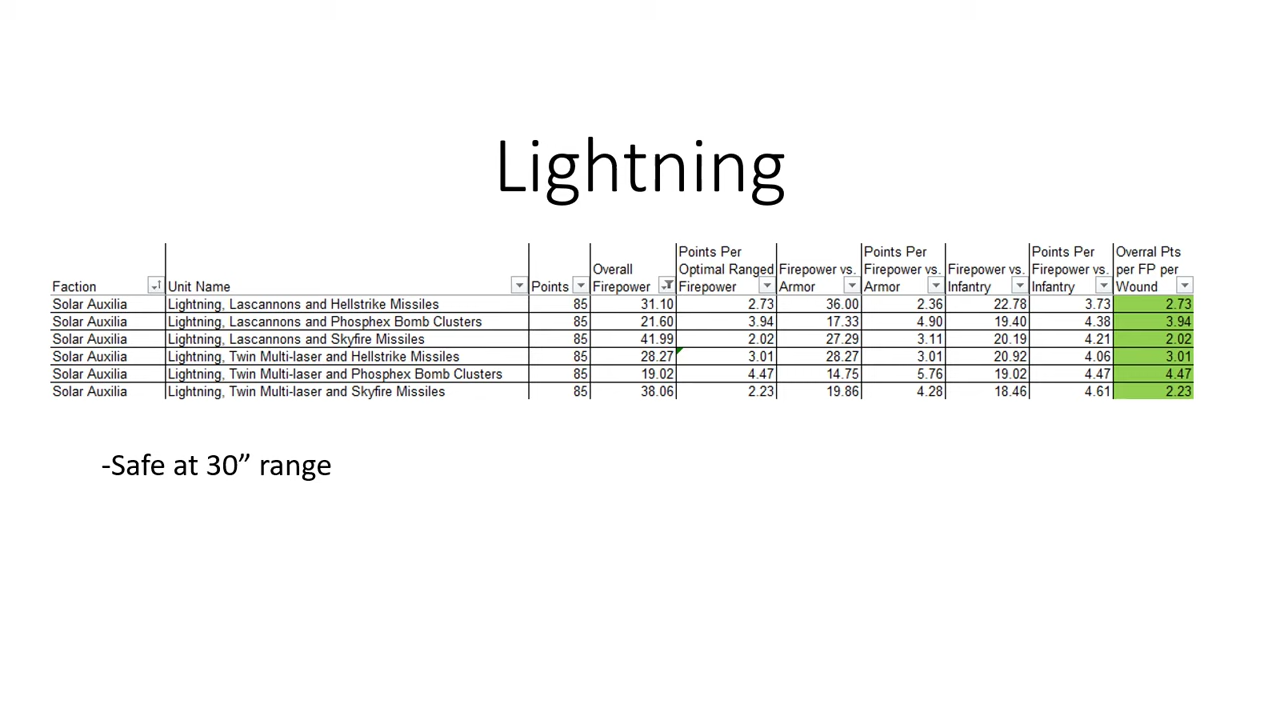 Lightning
Points Per Points Per Points Per Overral Pts
Overall Optimal Ranged Firepower vs. Firepower vs. Firepower vs. Firepower vs. per FP per
Faction Unit Name Points Firepower Firepower Armor Armor Infantry Infantry Wound
Solar Auxilia Lightning, Lascannons and Hellstrike Missiles 85 31.10 2.73 36.00 2.36 22.78 3.73 2.73
Solar Auxilia Lightning, Lascannons and Phosphex Bomb Clusters 85 21.60 3.94 17.33 4.90 19.40 4.38 3.94
Solar Auxilia Lightning, Lascannons and Skyfire Missiles 85 41.99 2.02 27.29 3.11 20.19 4.21 2.02
Solar Auxilia Lightning, Twin Multi-laser and Hellstrike Missiles 85 28.27 3.01 28.27 3.01 20.92 4.06 3.01
Solar Auxilia Lightning, Twin Multi-laser and Phosphex Bomb Clusters 85 19.02 4.47 14.75 5.76 19.02 4.47 4.47
Solar Auxilia Lightning, Twin Multi-laser and Skyfire Missiles 85 38.06 2.23 19.86 4.28 18.46 4.61 2.23
-Safe at 30” range